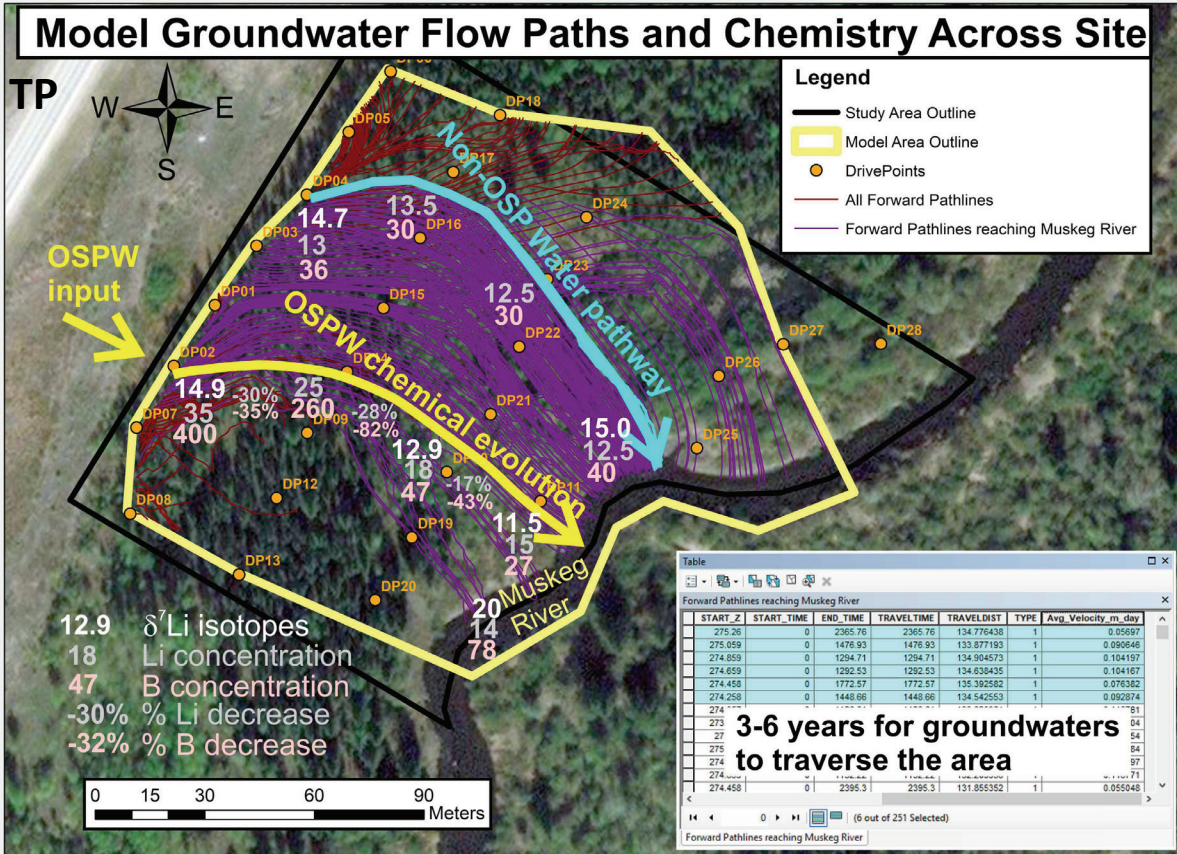 Model Groundwater Flow Paths and Chemistry Across Site
TP
N
W
E
S
Legend
Study Area Outline
Model Area Outline
DrivePoints
All Forward Pathlines
Forward Pathlines reaching Muskeg River
DP18
DP05
DP17
DP04
DP24
DP16
DP03
DP23
DP01
DP15
DP22
DP27
DP28
DP02
DP26
DP21
DP07
DP09
DP25
DP12
DP11
DP08
DP19
DP13
DP20
Non-OSP Water pathway
OSPW
input
OSPW chemical evolution
14.7
13
36
13.5
30
12.5
30
15.0
12.5
40
14.9
35
400
-30%
-35%
25
260
-28%
-82%
12.9
18
47
-17%
-43%
11.5
15
27
Muskeg
River
20
14
78
12.9 δ⁷Li isotopes
18 Li concentration
47 B concentration
-30% % Li decrease
-32% % B decrease
0 15 30 60 90
Meters
Table
Forward Pathlines reaching Muskeg River
START_Z START_TIME END_TIME TRAVELTIME TRAVELDIST TYPE Avg_Velocity_m_day
275.26 0 2365.76 2365.76 134.776438 1 0.05697
275.059 0 1476.93 1476.93 133.877193 1 0.090646
274.859 0 1294.71 1294.71 134.904573 1 0.104197
274.659 0 1292.53 1292.53 134.638435 1 0.104167
274.458 0 1772.57 1772.57 135.392582 1 0.076382
274.258 0 1448.66 1448.66 134.542553 1 0.092874
3-6 years for groundwaters
to traverse the area
274.458 0 2395.3 2395.3 131.855352 1 0.055048
0 (6 out of 251 Selected)
Forward Pathlines reaching Muskeg River